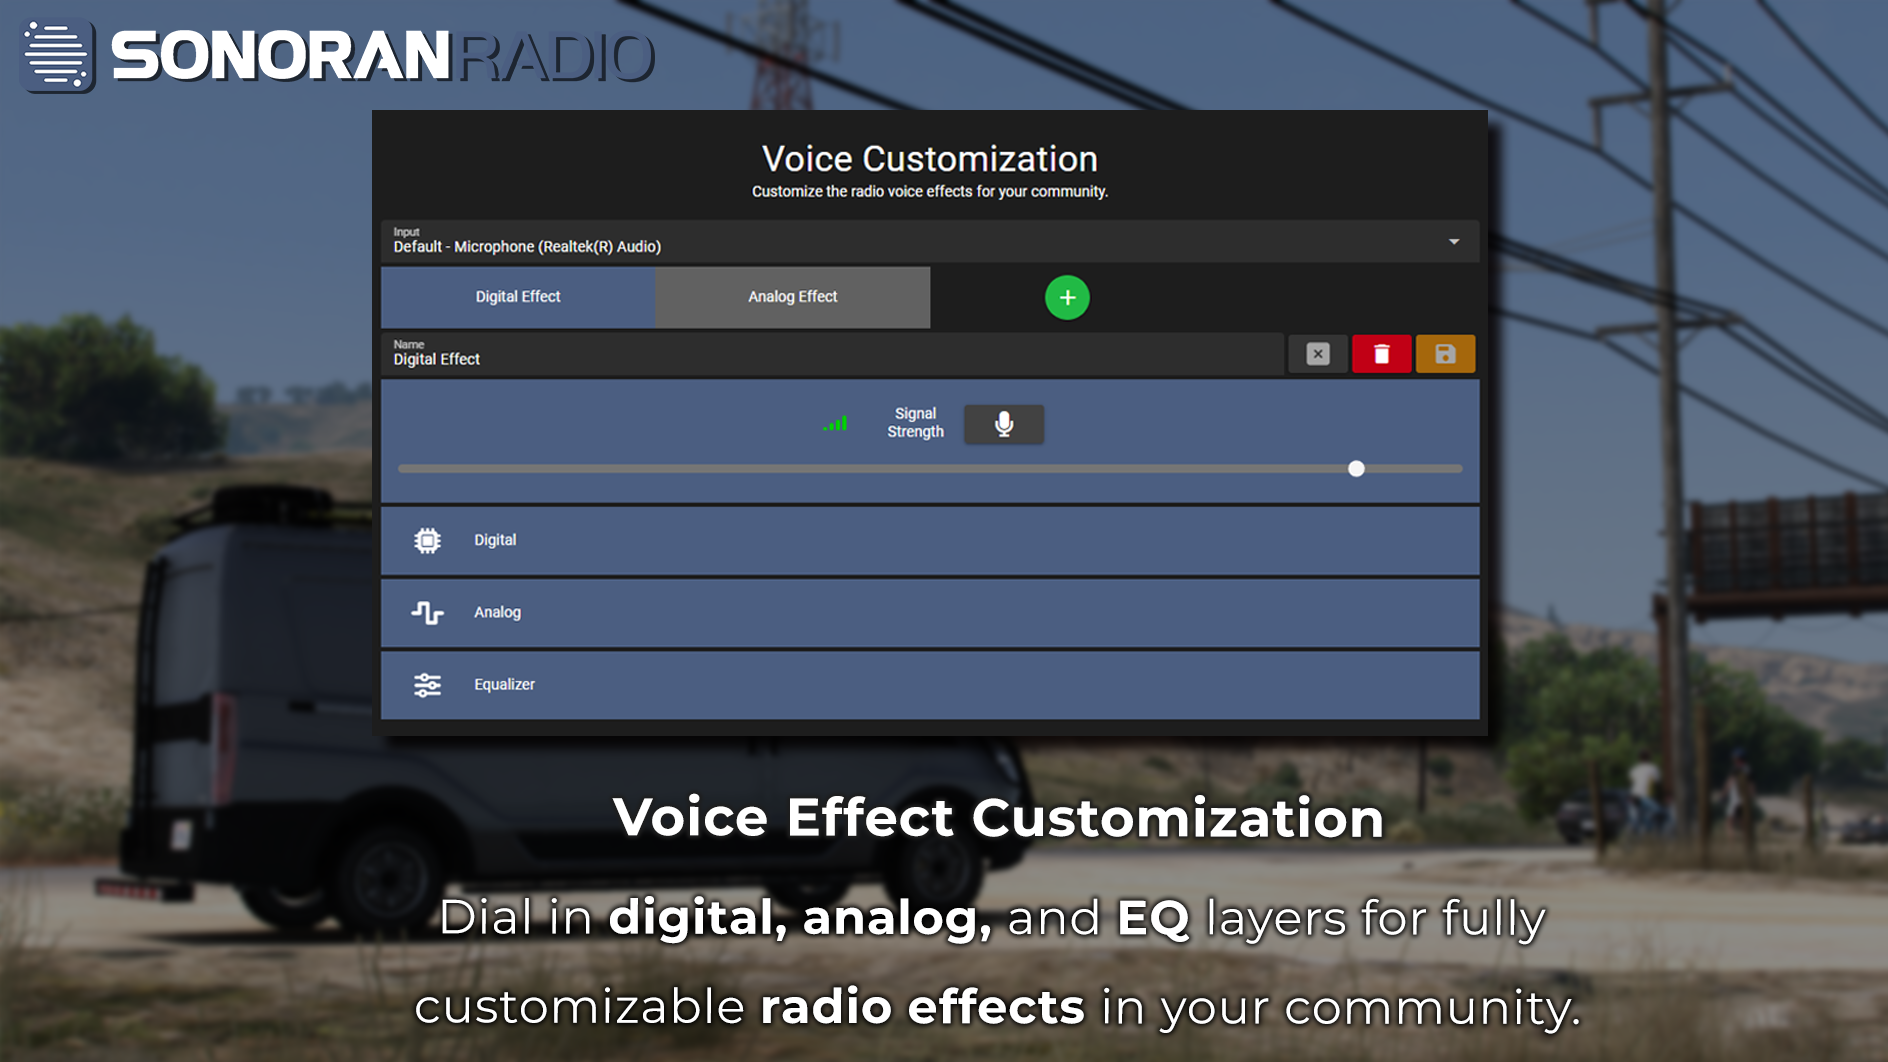 SONORANRADIO
Voice Customization
Customize the radio voice effects for your community.
Input
Default - Microphone (Realtek(R) Audio)
Digital Effect
Analog Effect
+
Name
Digital Effect
Signal
Strength
Digital
Analog
Equalizer
Voice Effect Customization
Dial in digital, analog, and EQ layers for fully
customizable radio effects in your community.